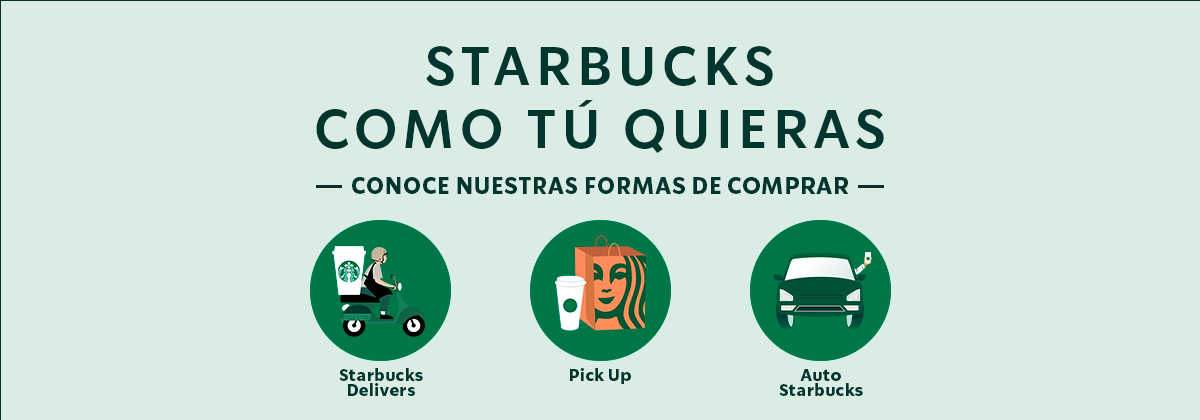 STARBUCKS
COMO TÚ QUIERAS
CONOCE NUESTRAS FORMAS DE COMPRAR
Starbucks
Delivers
Pick Up
Auto
Starbucks